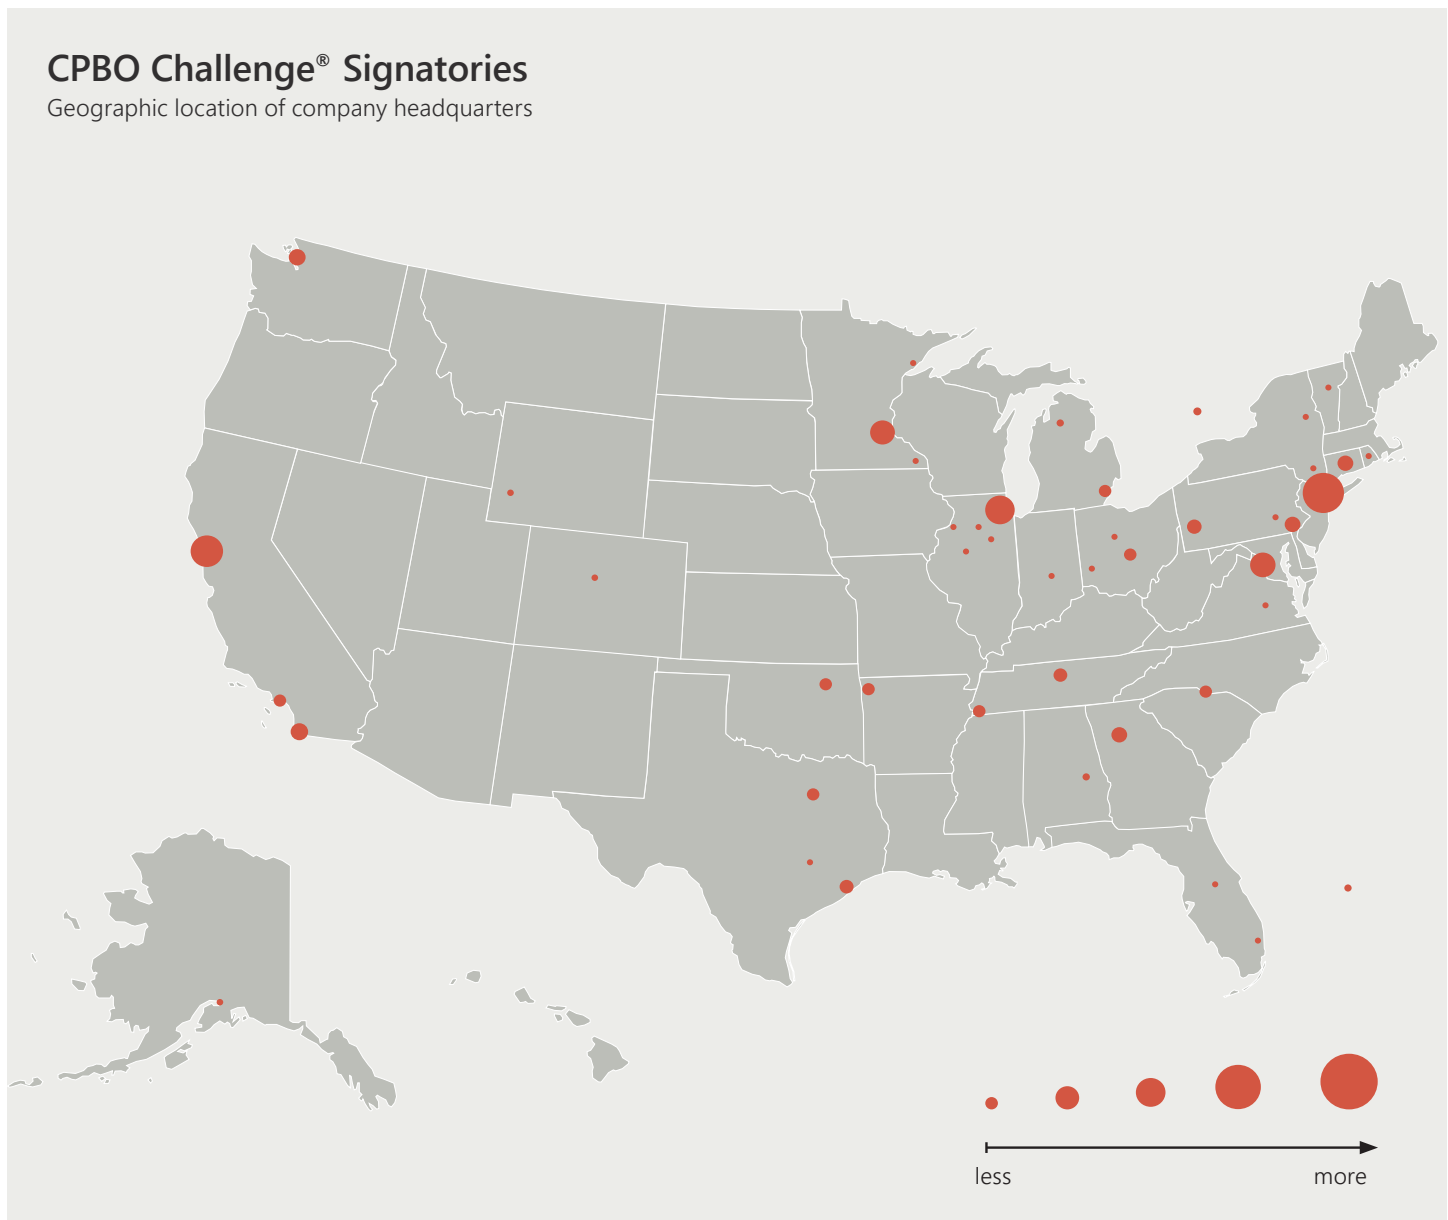 CPBO Challenge® Signatories
Geographic location of company headquarters
less more